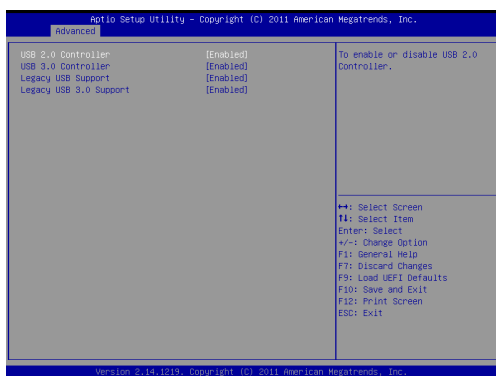 Aptio Setup Utility – Copyright (C) 2011 American Megatrends, Inc.
Advanced
USB 2.0 Controller [Enabled]
USB 3.0 Controller [Enabled]
Legacy USB Support [Enabled]
Legacy USB 3.0 Support [Enabled]
To enable or disable USB 2.0
Controller.
↔: Select Screen
↑↓: Select Item
Enter: Select
+/-: Change Option
F1: General Help
F7: Discard Changes
F9: Load UEFI Defaults
F10: Save and Exit
F12: Print Screen
ESC: Exit
Version 2.14.1219. Copyright (C) 2011 American Megatrends, Inc.